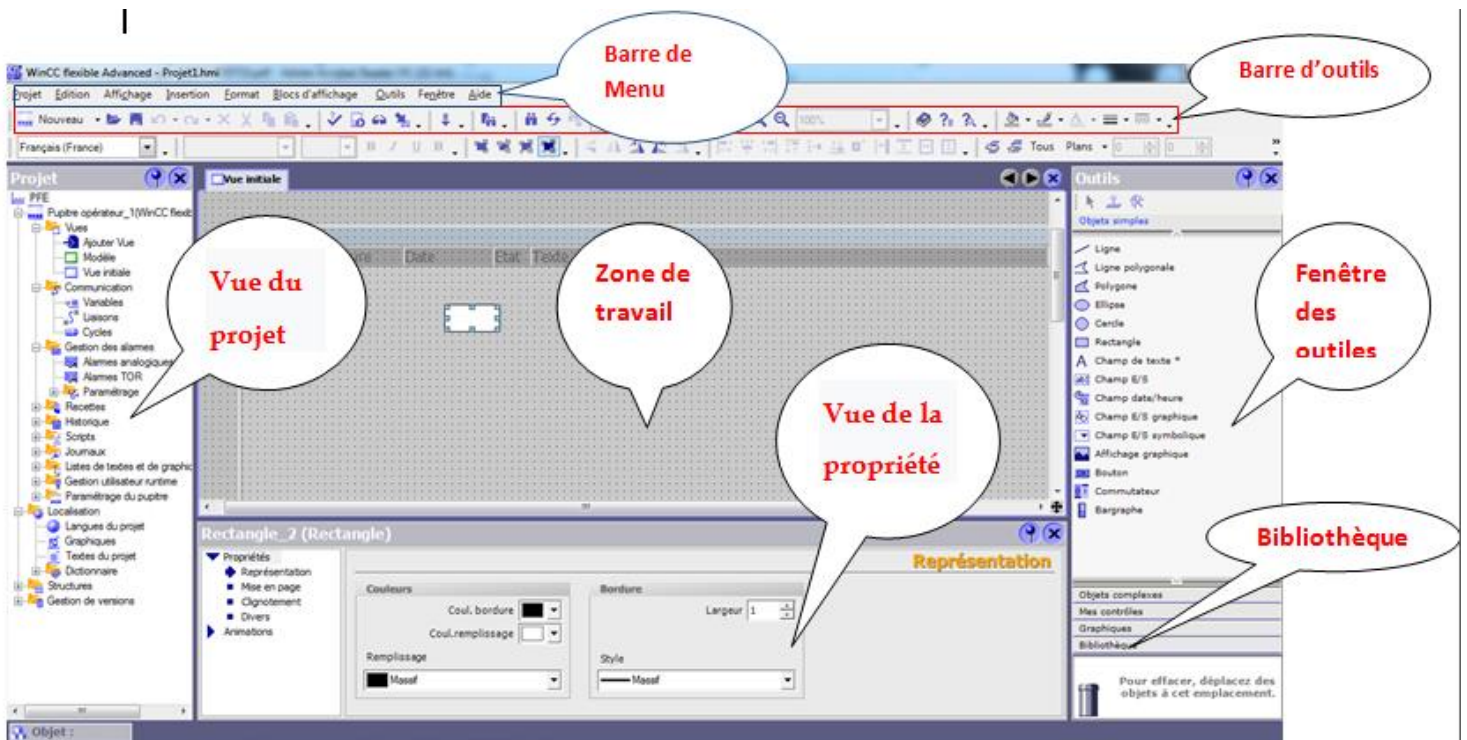 WinCC flexible Advanced - Projet1.hmi
Barre de
Menu
Barre d'outils
Projet Édition Affichage Insertion Format Blocs d'affichage Outils Fenêtre Aide
Nouveau 100%
Français (France) Tous Plans 0 0
Projet
PFE
Pupitre opérateur_1(WinCC flexib
Vues
Ajouter Vue
Modèle
Vue initiale
Communication
Variables
Liaisons
Cycles
Gestion des alarmes
Alarmes analogiques
Alarmes TOR
Paramétrage
Recettes
Historique
Scripts
Journaux
Listes de textes et de graphic
Gestion utilisateur runtime
Paramétrage du pupitre
Localisation
Langues du projet
Graphiques
Textes du projet
Dictionnaire
Structures
Gestion de versions
Vue du
projet
Vue initiale
Date Etat Texte
Zone de
travail
Vue de la
propriété
Outils
Objets simples
Ligne
Ligne polygonale
Polygone
Ellipse
Cercle
Rectangle
Champ de texte *
Champ E/S
Champ date/heure
Champ E/S graphique
Champ E/S symbolique
Affichage graphique
Bouton
Commutateur
Bargraphe
Fenêtre
des
outiles
Bibliothèque
Objets complexes
Mes contrôles
Graphiques
Bibliothèque
Pour effacer, déplacez des
objets à cet emplacement.
Rectangle_2 (Rectangle)
Propriétés
Représentation
Mise en page
Clignotement
Divers
Animations
Représentation
Couleurs
Coul. bordure
Coul.remplissage
Remplissage
Massif
Bordure
Largeur 1
Style
Massif
Objet :